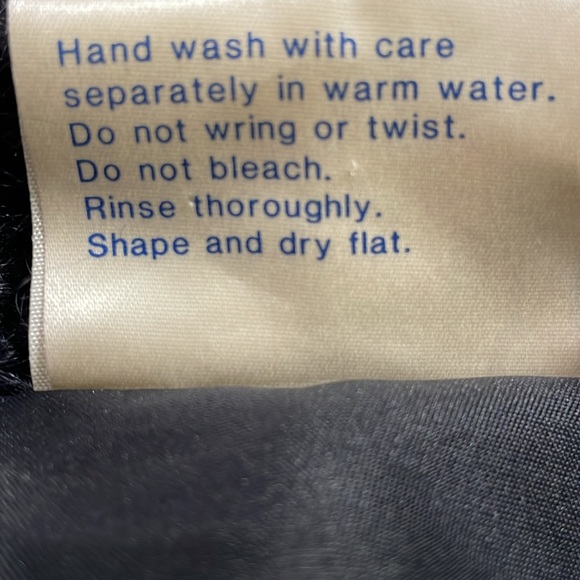 Hand wash with care
separately in warm water.
Do not wring or twist.
Do not bleach.
Rinse thoroughly.
Shape and dry flat.